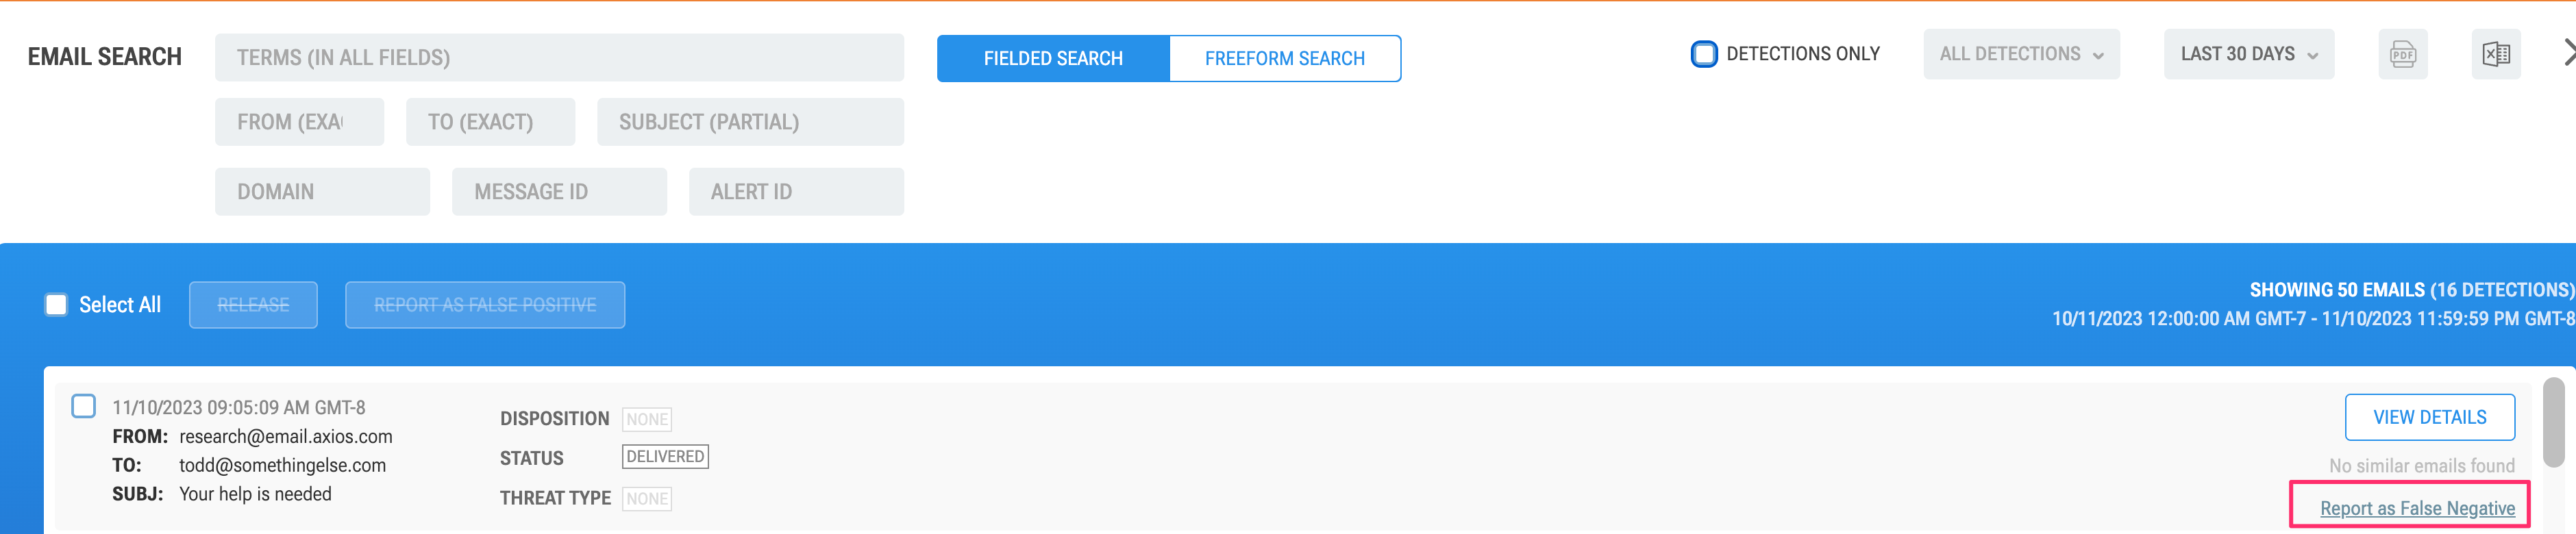 EMAIL SEARCH
TERMS (IN ALL FIELDS)
FIELDED SEARCH
FREEFORM SEARCH
DETECTIONS ONLY
ALL DETECTIONS
LAST 30 DAYS
PDF
FROM (EXA
TO (EXACT)
SUBJECT (PARTIAL)
DOMAIN
MESSAGE ID
ALERT ID
Select All
RELEASE
REPORT AS FALSE POSITIVE
SHOWING 50 EMAILS (16 DETECTIONS)
10/11/2023 12:00:00 AM GMT-7 - 11/10/2023 11:59:59 PM GMT-8
11/10/2023 09:05:09 AM GMT-8
FROM: research@email.axios.com
TO: todd@somethingelse.com
SUBJ: Your help is needed
DISPOSITION NONE
STATUS DELIVERED
THREAT TYPE NONE
VIEW DETAILS
No similar emails found
Report as False Negative